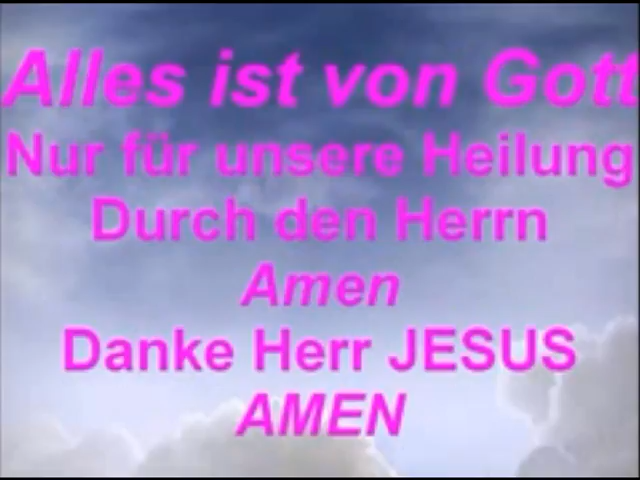 Alles ist von Gott
Nur für unsere Heilung
Durch den Herrn
Amen
Danke Herr JESUS
AMEN